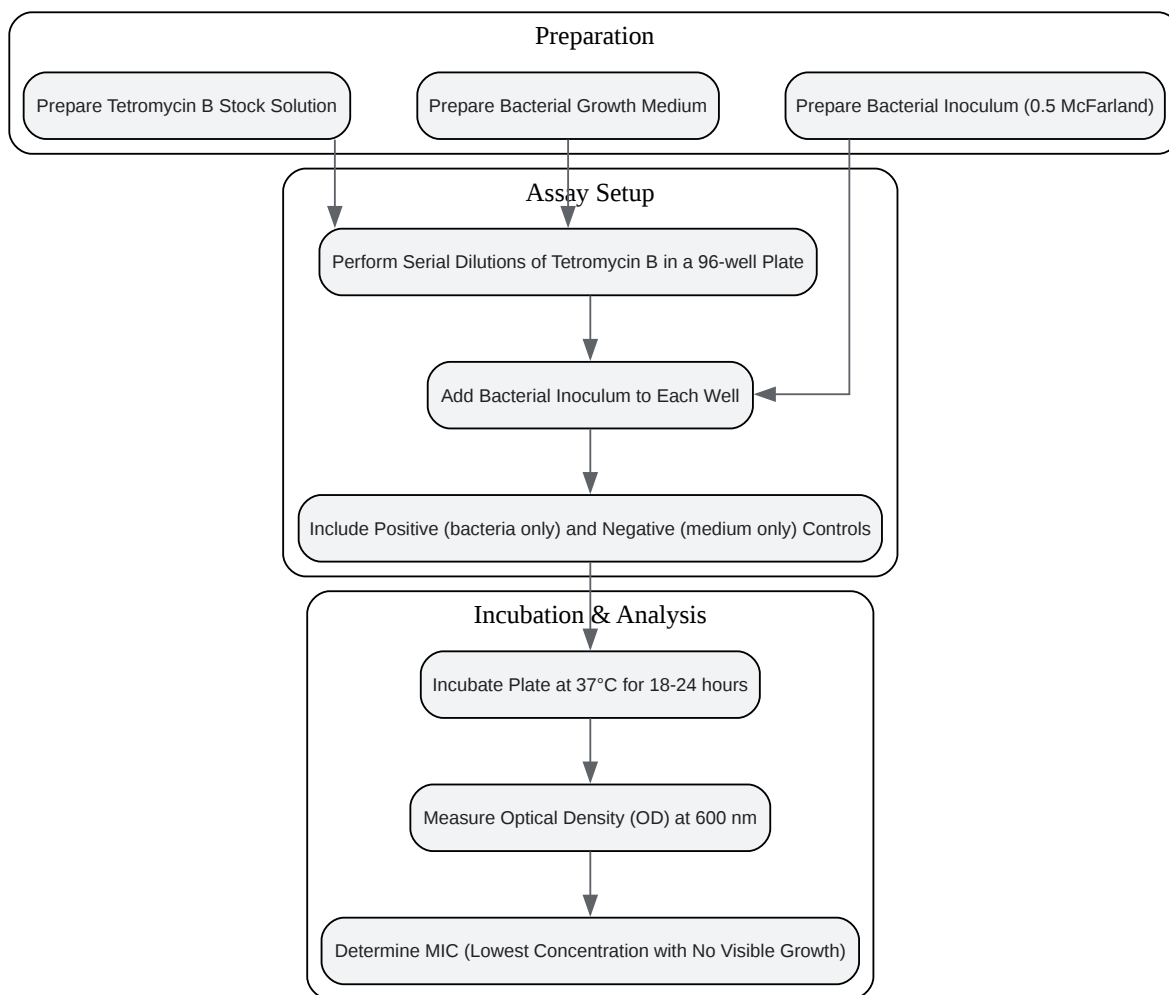 Preparation
Prepare Tetromycin B Stock Solution
Prepare Bacterial Growth Medium
Prepare Bacterial Inoculum (0.5 McFarland)
Assay Setup
Perform Serial Dilutions of Tetromycin B in a 96-well Plate
Add Bacterial Inoculum to Each Well
Include Positive (bacteria only) and Negative (medium only) Controls
Incubation & Analysis
Incubate Plate at 37°C for 18-24 hours
Measure Optical Density (OD) at 600 nm
Determine MIC (Lowest Concentration with No Visible Growth)